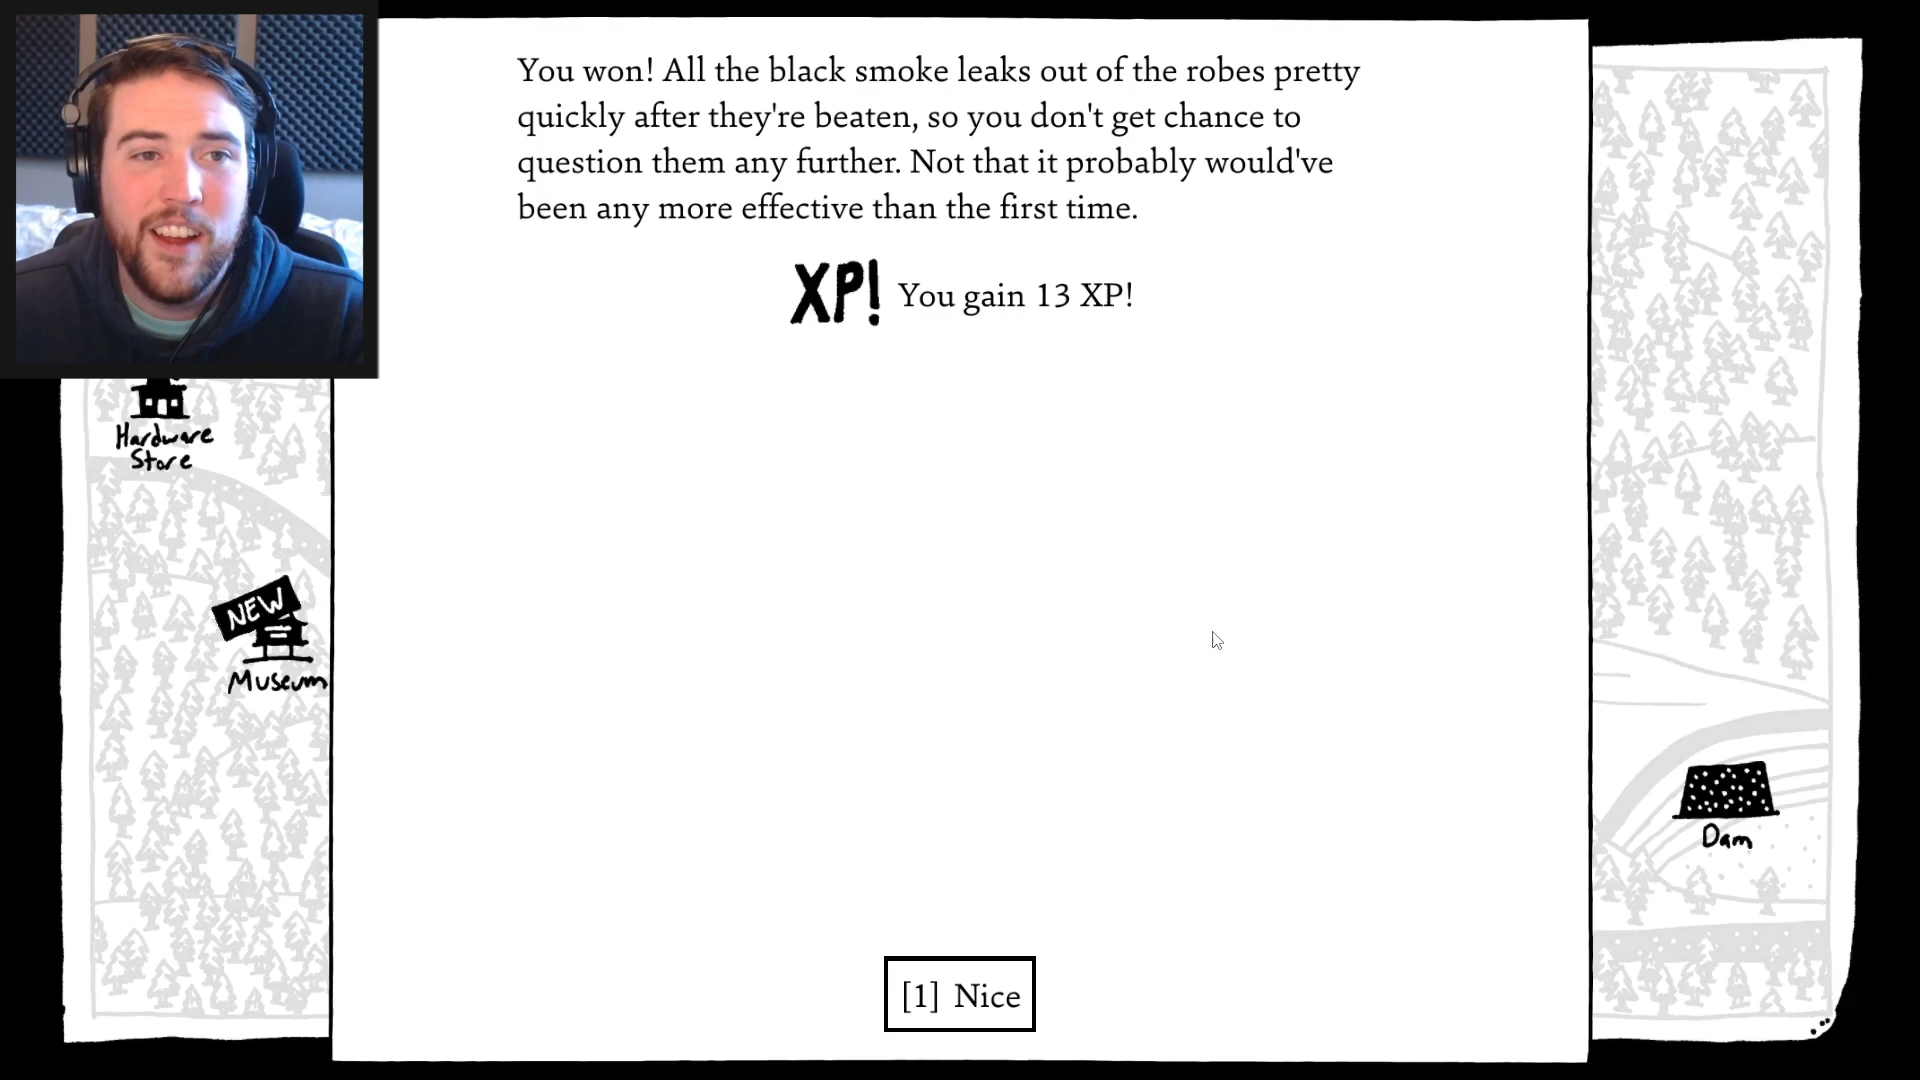 You won! All the black smoke leaks out of the robes pretty
quickly after they're beaten, so you don't get chance to
question them any further. Not that it probably would've
been any more effective than the first time.
XP! You gain 13 XP!
Hardware
Store
NEW
Museum
Dam
[1] Nice